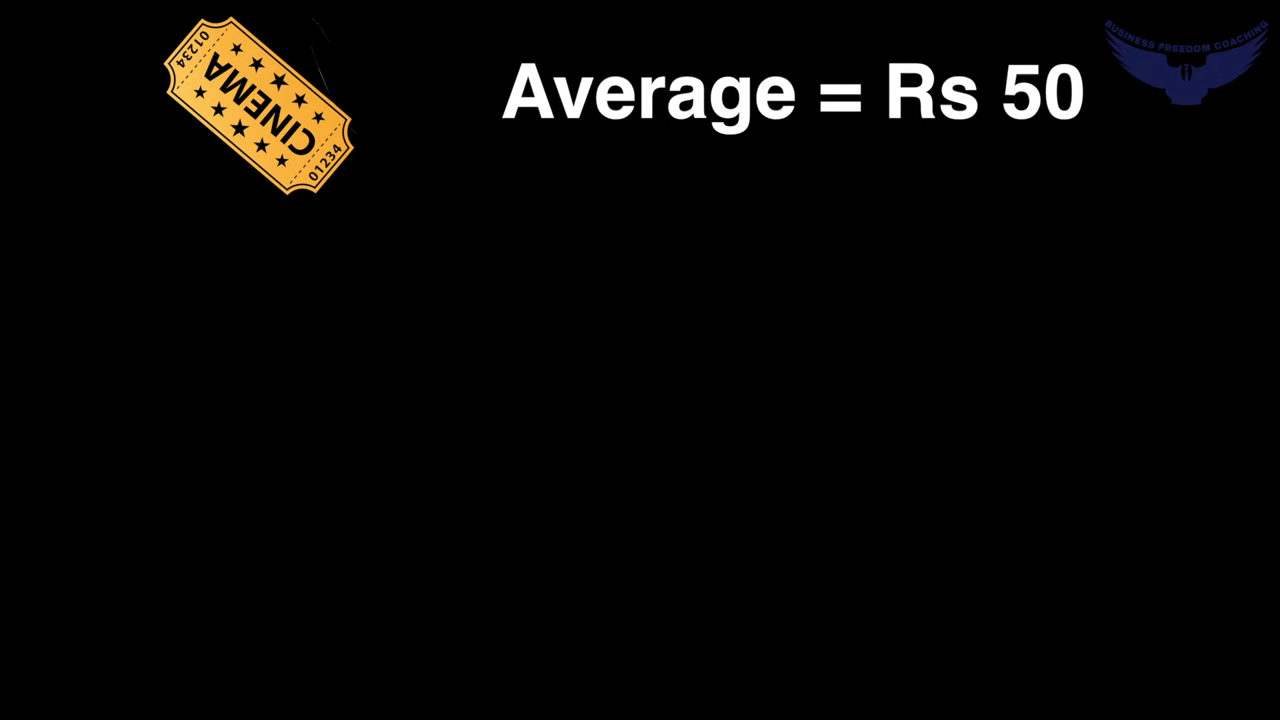 01234
CINEMA
01234
Average = Rs 50
BUSINESS FREEDOM COACHING